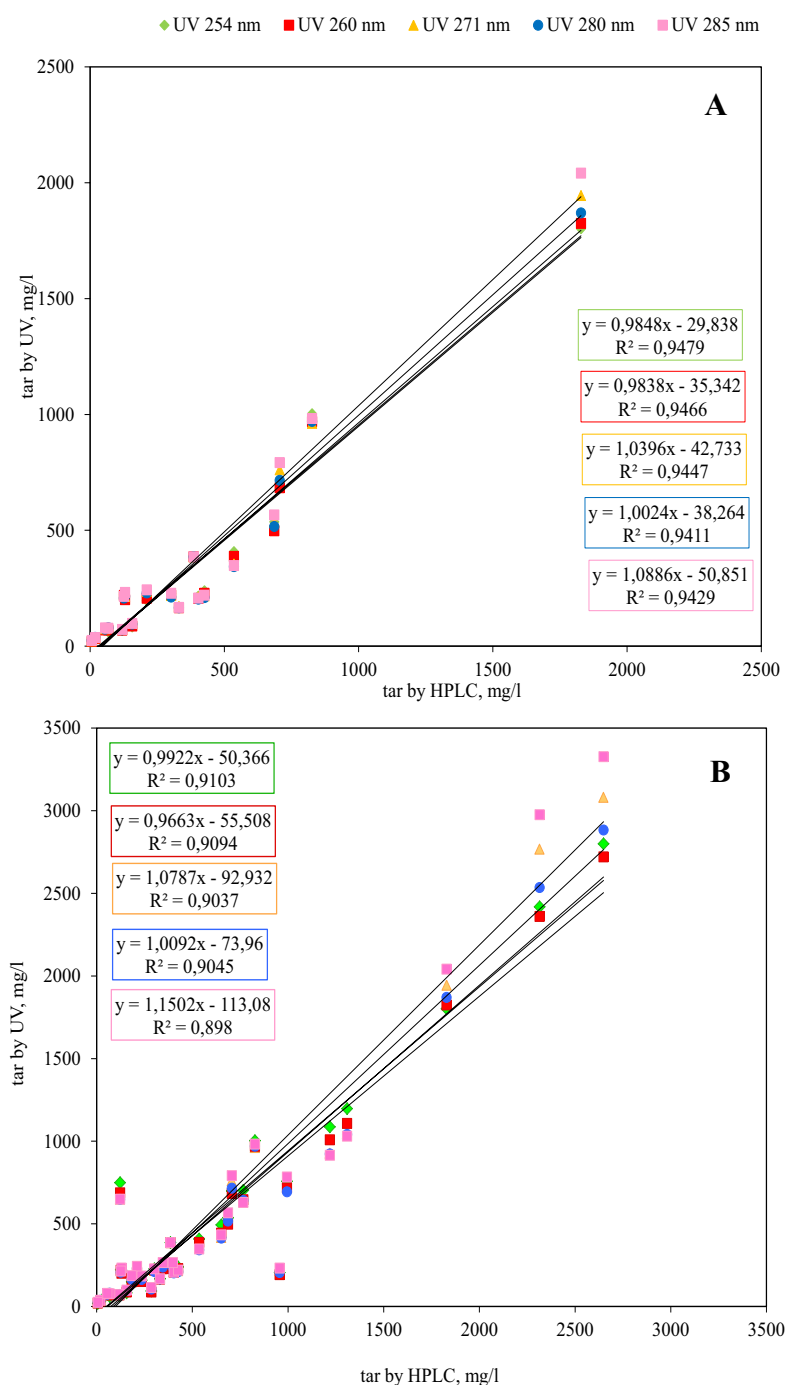 UV 254 nm UV 260 nm UV 271 nm UV 280 nm UV 285 nm
A
2500
2000
1500
1000
500
0
tar by UV, mg/l
y = 0,9848x - 29,838
R² = 0,9479
y = 0,9838x - 35,342
R² = 0,9466
y = 1,0396x - 42,733
R² = 0,9447
y = 1,0024x - 38,264
R² = 0,9411
y = 1,0886x - 50,851
R² = 0,9429
0 500 1000 1500 2000 2500
tar by HPLC, mg/l
B
3500
3000
2500
2000
1500
1000
500
0
tar by UV, mg/l
y = 0,9922x - 50,366
R² = 0,9103
y = 0,9663x - 55,508
R² = 0,9094
y = 1,0787x - 92,932
R² = 0,9037
y = 1,0092x - 73,96
R² = 0,9045
y = 1,1502x - 113,08
R² = 0,898
0 500 1000 1500 2000 2500 3000 3500
tar by HPLC, mg/l